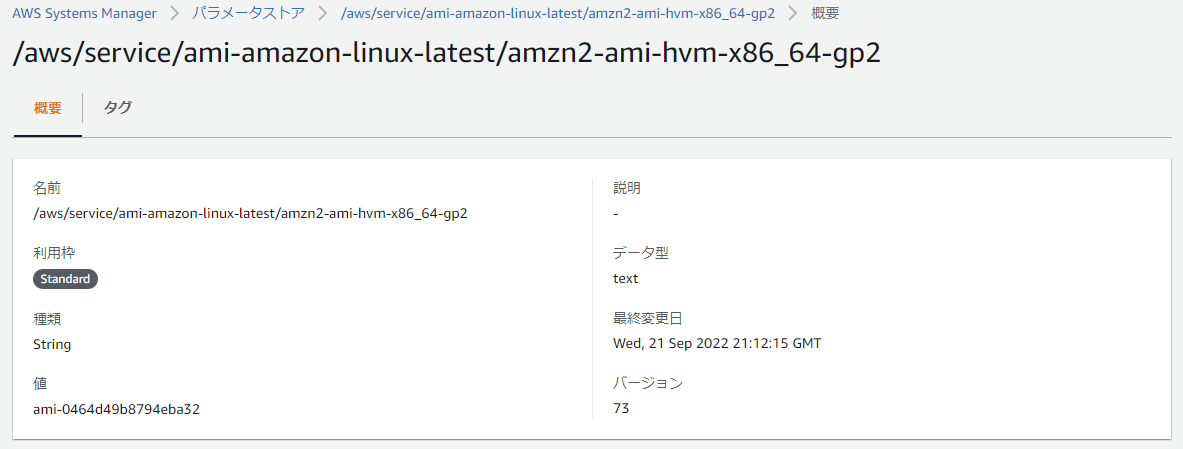 AWS Systems Manager > パラメータストア > /aws/service/ami-amazon-linux-latest/amzn2-ami-hvm-x86_64-gp2 > 概要
/aws/service/ami-amazon-linux-latest/amzn2-ami-hvm-x86_64-gp2
概要 タグ
名前
/aws/service/ami-amazon-linux-latest/amzn2-ami-hvm-x86_64-gp2
利用枠
Standard
種類
String
値
ami-0464d49b8794eba32
説明
-
データ型
text
最終変更日
Wed, 21 Sep 2022 21:12:15 GMT
バージョン
73